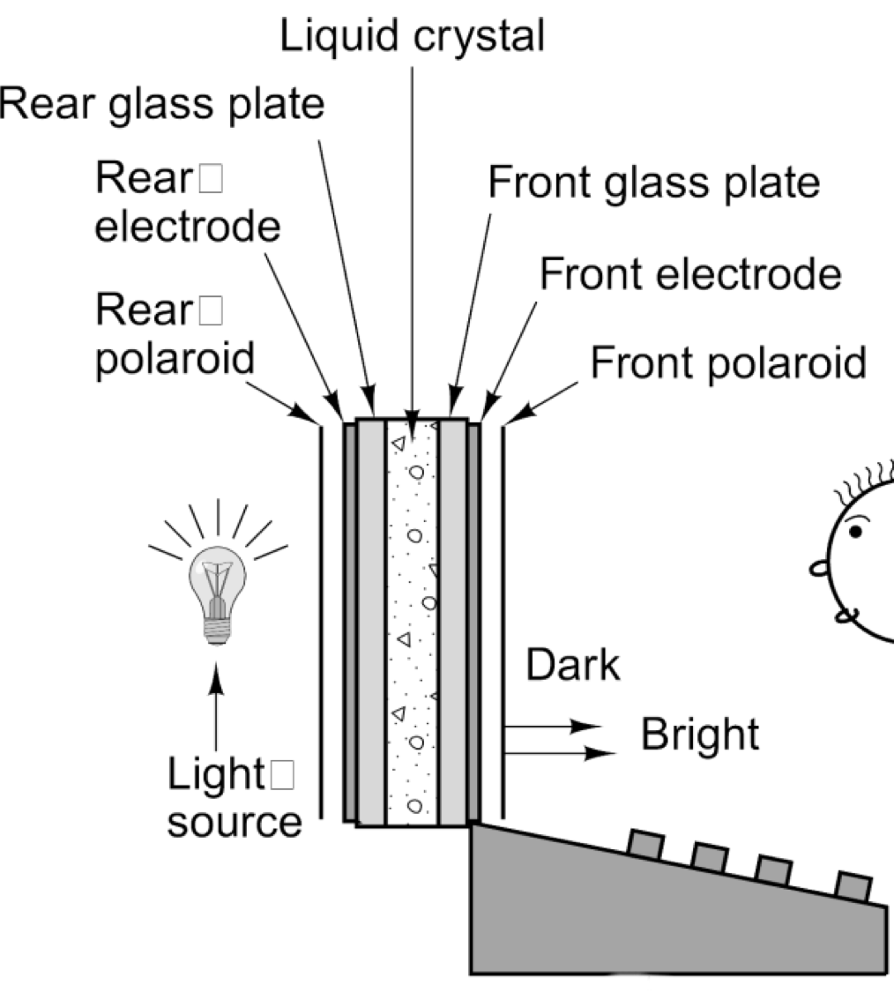 Liquid crystal
Rear glass plate
Rear
electrode
Rear
polaroid
Front glass plate
Front electrode
Front polaroid
Dark
Bright
Light
source